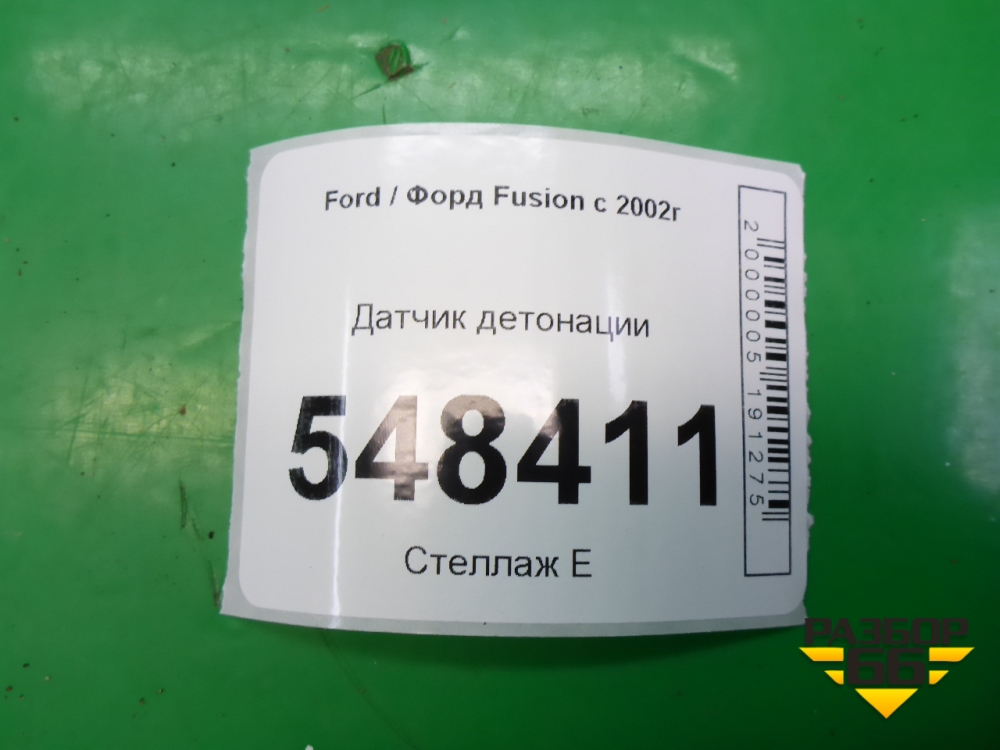 Ford / Форд Fusion с 2002г
Датчик детонации
548411
Стеллаж Е
2000005191275
РАЗБОР
66